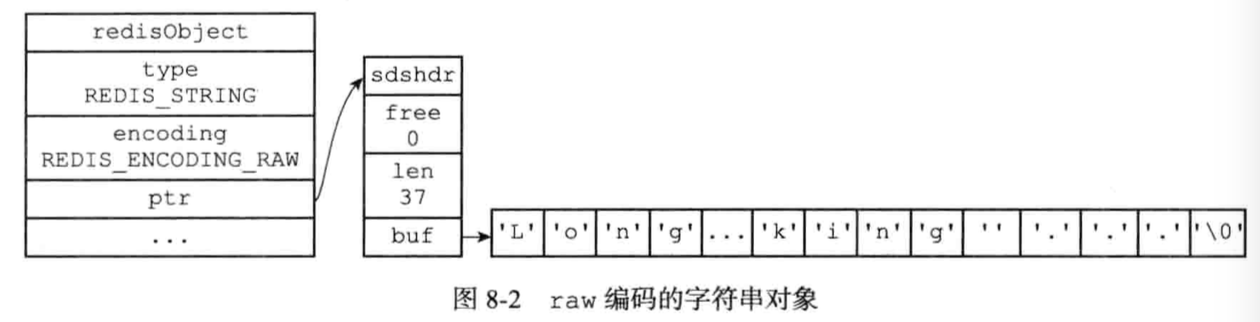 redisObject
type
REDIS_STRING
encoding
REDIS_ENCODING_RAW
ptr
...
sdshdr
free
0
len
37
buf
'L' 'o' 'n' 'g' ... 'k' 'i' 'n' 'g' '' '.' '.' '.' '\0'
图 8-2 raw 编码的字符串对象